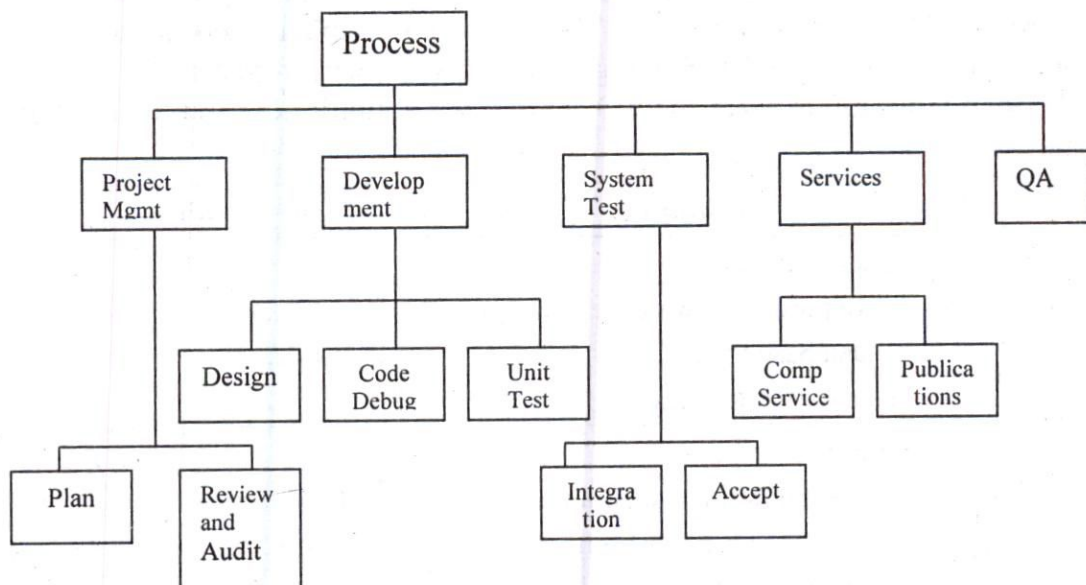 Process
Project
Mgmt
Develop
ment
System
Test
Services
QA
Design
Code
Debug
Unit
Test
Comp
Service
Publica
tions
Plan
Review
and
Audit
Integra
tion
Accept